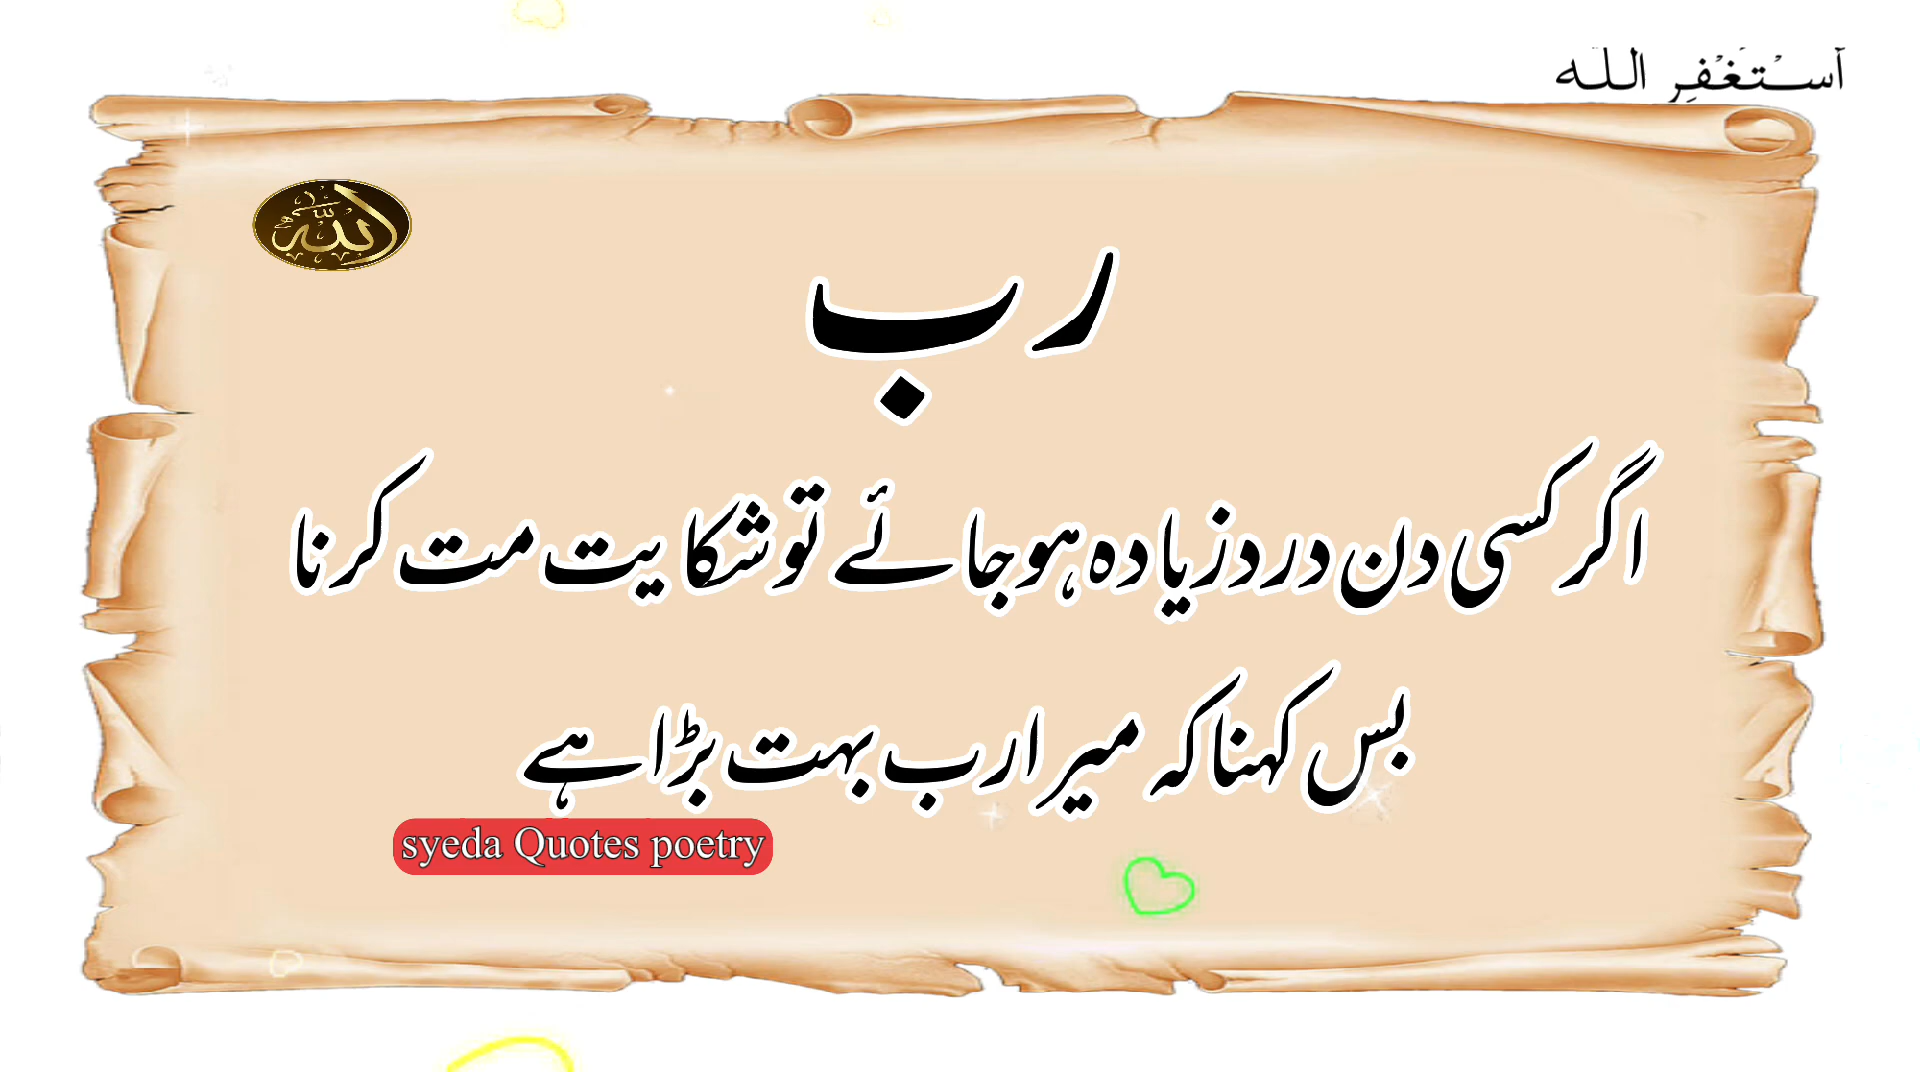 اَسْتَغْفِرِ اللہ
اللہ
رب
اگر کسی دن درد زیادہ ہو جائے تو شکایت مت کرنا
بس کہنا کہ میرا رب بہت بڑا ہے
syeda Quotes poetry